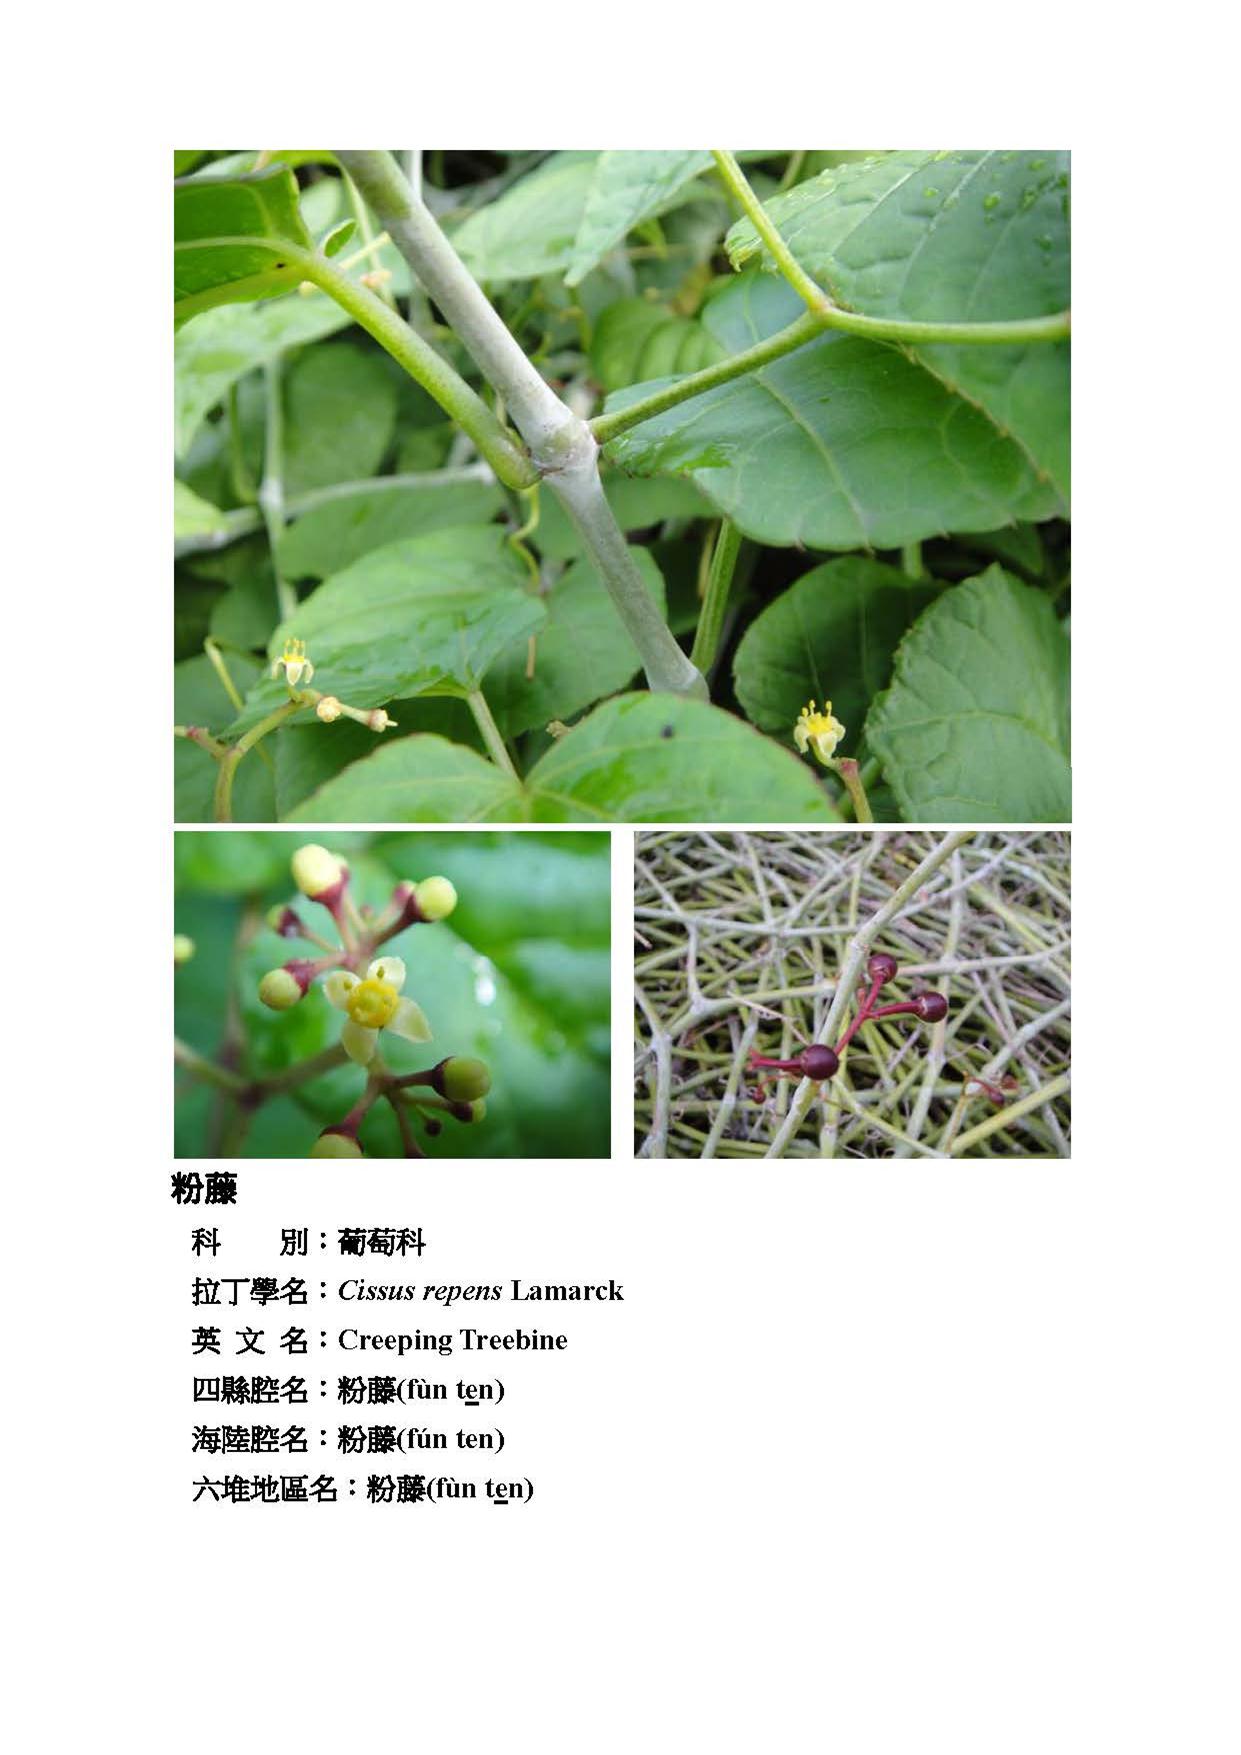 粉藤
科　　別：葡萄科
拉丁學名：Cissus repens Lamarck
英 文 名：Creeping Treebine
四縣腔名：粉藤(fùn te̲n)
海陸腔名：粉藤(fún ten)
六堆地區名：粉藤(fùn te̲n)